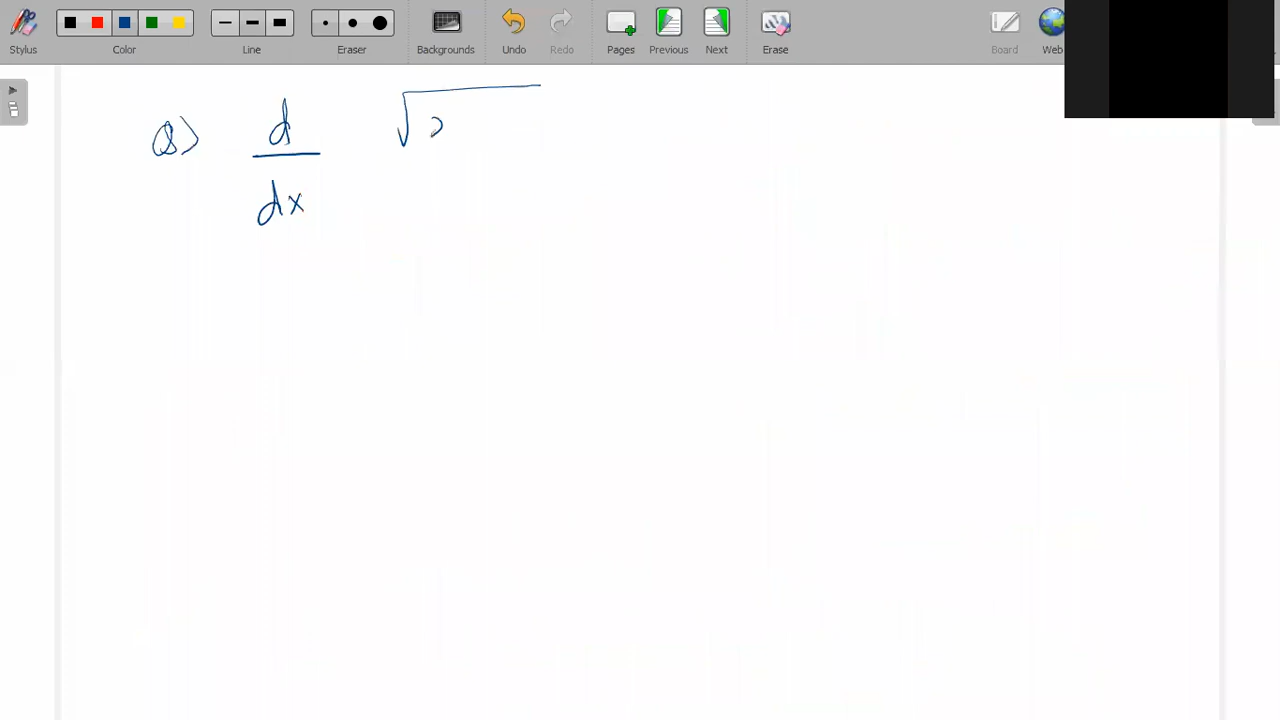 Stylus Color Line Eraser Backgrounds Undo Redo Pages Previous Next Erase Board Web
Q) d/dx √